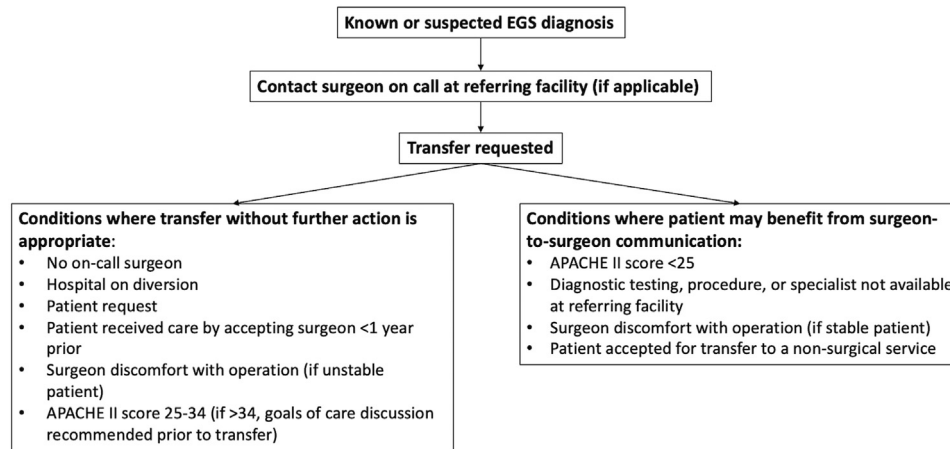 Known or suspected EGS diagnosis
Contact surgeon on call at referring facility (if applicable)
Transfer requested
Conditions where transfer without further action is
appropriate:
• No on-call surgeon
• Hospital on diversion
• Patient request
• Patient received care by accepting surgeon <1 year
prior
• Surgeon discomfort with operation (if unstable
patient)
• APACHE II score 25-34 (if >34, goals of care discussion
recommended prior to transfer)
Conditions where patient may benefit from surgeon-
to-surgeon communication:
• APACHE II score <25
• Diagnostic testing, procedure, or specialist not available
at referring facility
• Surgeon discomfort with operation (if stable patient)
• Patient accepted for transfer to a non-surgical service